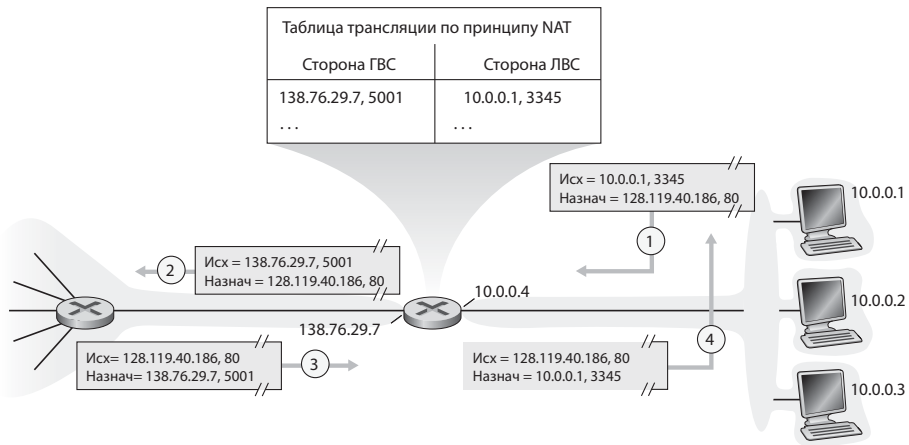 Таблица трансляции по принципу NAT
Сторона ГВС
Сторона ЛВС
138.76.29.7, 5001
10.0.0.1, 3345
. . .
. . .
Исх = 10.0.0.1, 3345
Назнач = 128.119.40.186, 80
10.0.0.1
1
2
Исх = 138.76.29.7, 5001
Назнач = 128.119.40.186, 80
10.0.0.4
10.0.0.2
138.76.29.7
4
Исх= 128.119.40.186, 80
Назнач= 138.76.29.7, 5001
3
Исх = 128.119.40.186, 80
Назнач = 10.0.0.1, 3345
10.0.0.3